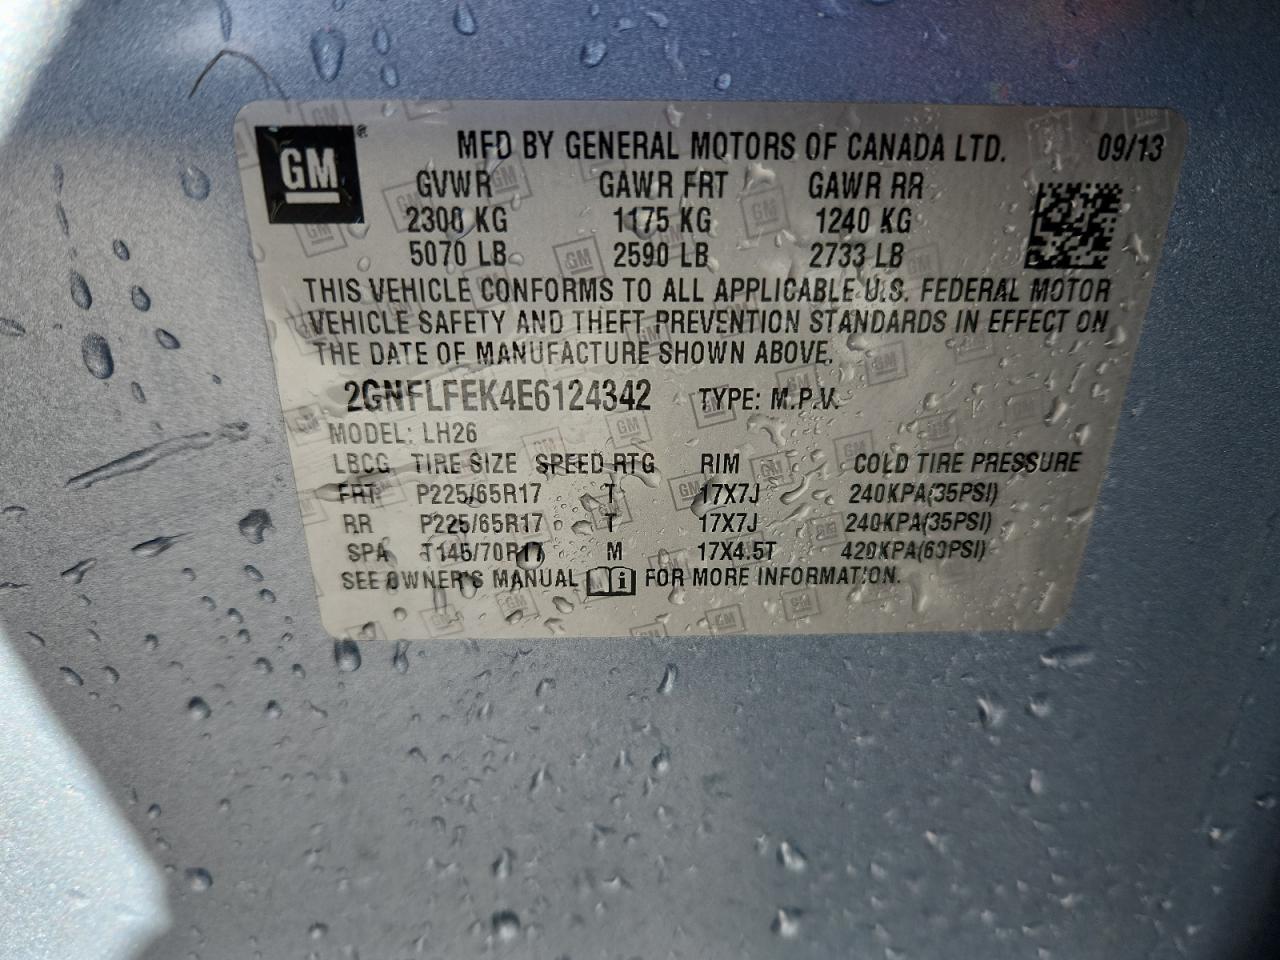 GM® MFD BY GENERAL MOTORS OF CANADA LTD. 09/13
GVWR GAWR FRT GAWR RR
2300 KG 1175 KG 1240 KG
5070 LB 2590 LB 2733 LB
THIS VEHICLE CONFORMS TO ALL APPLICABLE U.S. FEDERAL MOTOR
VEHICLE SAFETY AND THEFT PREVENTION STANDARDS IN EFFECT ON
THE DATE OF MANUFACTURE SHOWN ABOVE.
2GNFLFEK4E6124342 TYPE: M.P.V.
MODEL: LH26
LBCG TIRE SIZE SPEED RTG RIM COLD TIRE PRESSURE
FRT P225/65R17 T 17X7J 240KPA(35PSI)
RR P225/65R17 T 17X7J 240KPA(35PSI)
SPA T145/70R17 M 17X4.5T 420KPA(60PSI)
SEE OWNER'S MANUAL i FOR MORE INFORMATION.